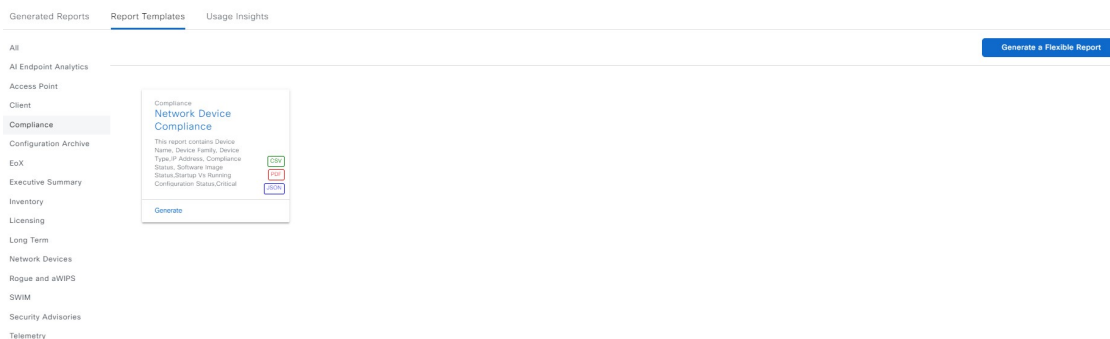 Generated Reports Report Templates Usage Insights
Generate a Flexible Report
All
AI Endpoint Analytics
Access Point
Client
Compliance
Configuration Archive
EoX
Executive Summary
Inventory
Licensing
Long Term
Network Devices
Rogue and aWIPS
SWIM
Security Advisories
Telemetry
Compliance
Network Device
Compliance
This report contains Device
Name, Device Family, Device
Type,IP Address, Compliance
Status, Software Image
Status,Startup Vs Running
Configuration Status,Critical
CSV
PDF
JSON
Generate